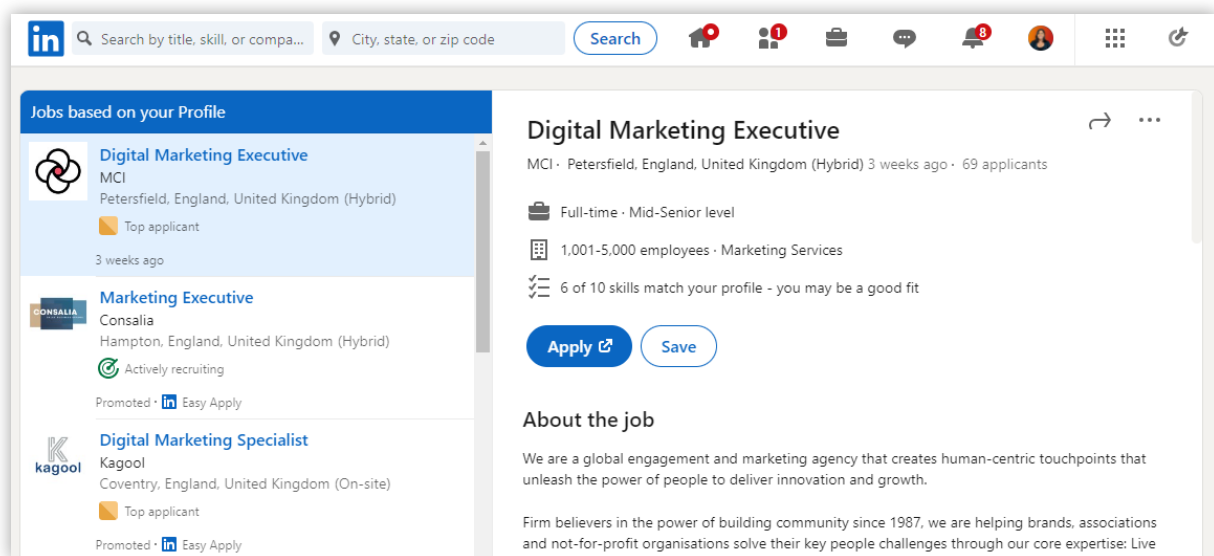 in
Search by title, skill, or compa...
City, state, or zip code
Search
1
8
Jobs based on your Profile
Digital Marketing Executive
MCI
Petersfield, England, United Kingdom (Hybrid)
Top applicant
3 weeks ago
CONSALIA
Marketing Executive
Consalia
Hampton, England, United Kingdom (Hybrid)
Actively recruiting
Promoted · in Easy Apply
K
kagool
Digital Marketing Specialist
Kagool
Coventry, England, United Kingdom (On-site)
Top applicant
Promoted · in Easy Apply
Digital Marketing Executive
MCI · Petersfield, England, United Kingdom (Hybrid) 3 weeks ago · 69 applicants
Full-time · Mid-Senior level
1,001-5,000 employees · Marketing Services
6 of 10 skills match your profile - you may be a good fit
Apply
Save
About the job
We are a global engagement and marketing agency that creates human-centric touchpoints that
unleash the power of people to deliver innovation and growth.
Firm believers in the power of building community since 1987, we are helping brands, associations
and not-for-profit organisations solve their key people challenges through our core expertise: Live